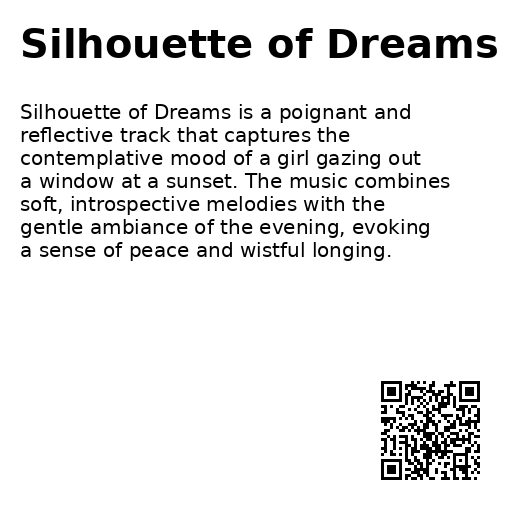 Silhouette of Dreams
Silhouette of Dreams is a poignant and
reflective track that captures the
contemplative mood of a girl gazing out
a window at a sunset. The music combines
soft, introspective melodies with the
gentle ambiance of the evening, evoking
a sense of peace and wistful longing.